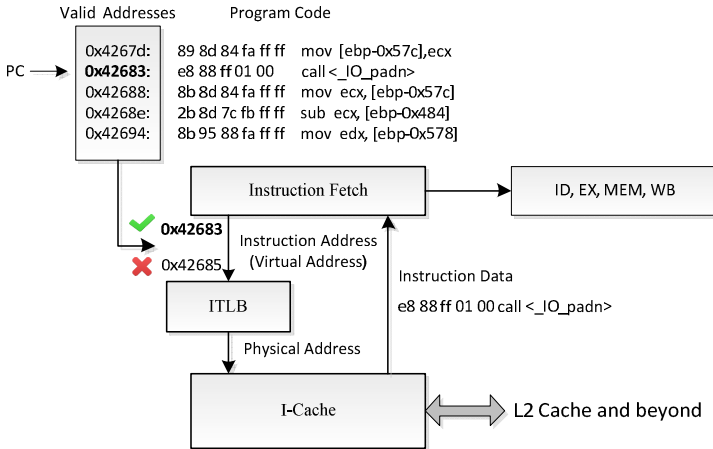 Valid Addresses Program Code
0x4267d: 89 8d 84 fa ff ff mov [ebp-0x57c],ecx
PC 0x42683: e8 88 ff 01 00 call <_IO_padn>
0x42688: 8b 8d 84 fa ff ff mov ecx, [ebp-0x57c]
0x4268e: 2b 8d 7c fb ff ff sub ecx, [ebp-0x484]
0x42694: 8b 95 88 fa ff ff mov edx, [ebp-0x578]
Instruction Fetch
ID, EX, MEM, WB
0x42683
0x42685
Instruction Address
(Virtual Address)
Instruction Data
e8 88 ff 01 00 call <_IO_padn>
ITLB
Physical Address
I-Cache
L2 Cache and beyond